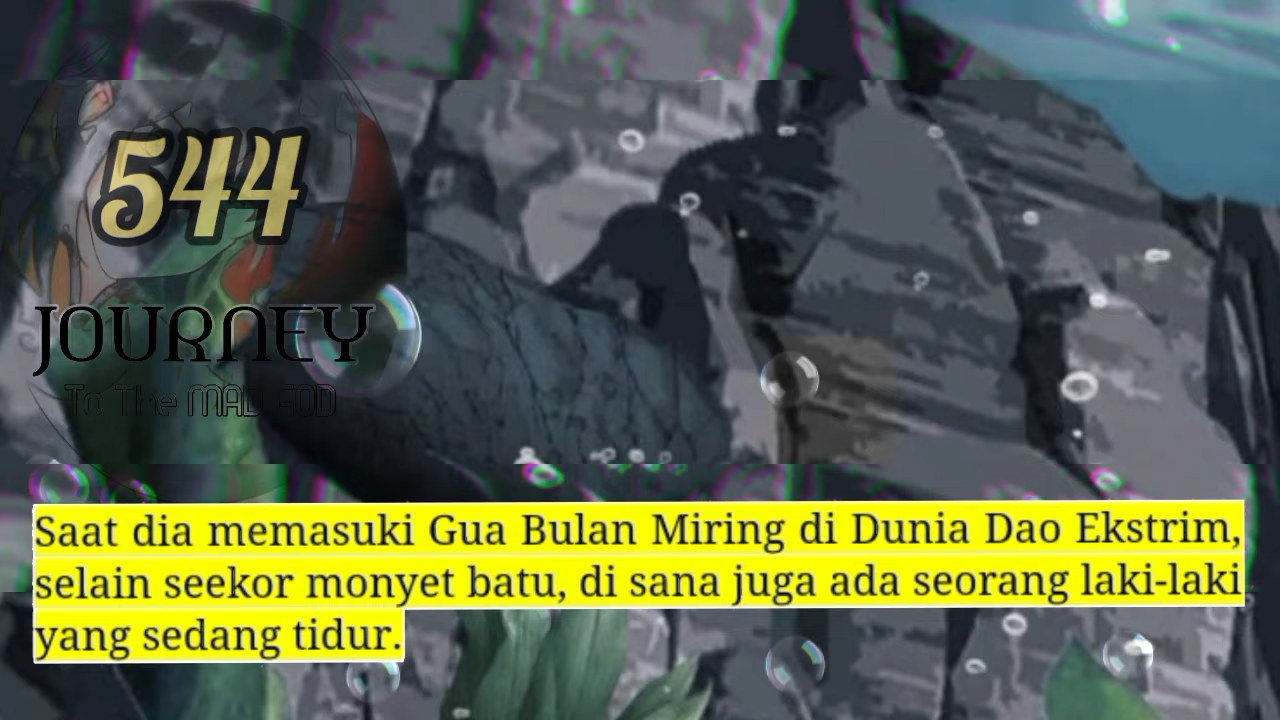 544
JOURNEY
To The MAD GOD
Saat dia memasuki Gua Bulan Miring di Dunia Dao Ekstrim,
selain seekor monyet batu, di sana juga ada seorang laki-laki
yang sedang tidur.